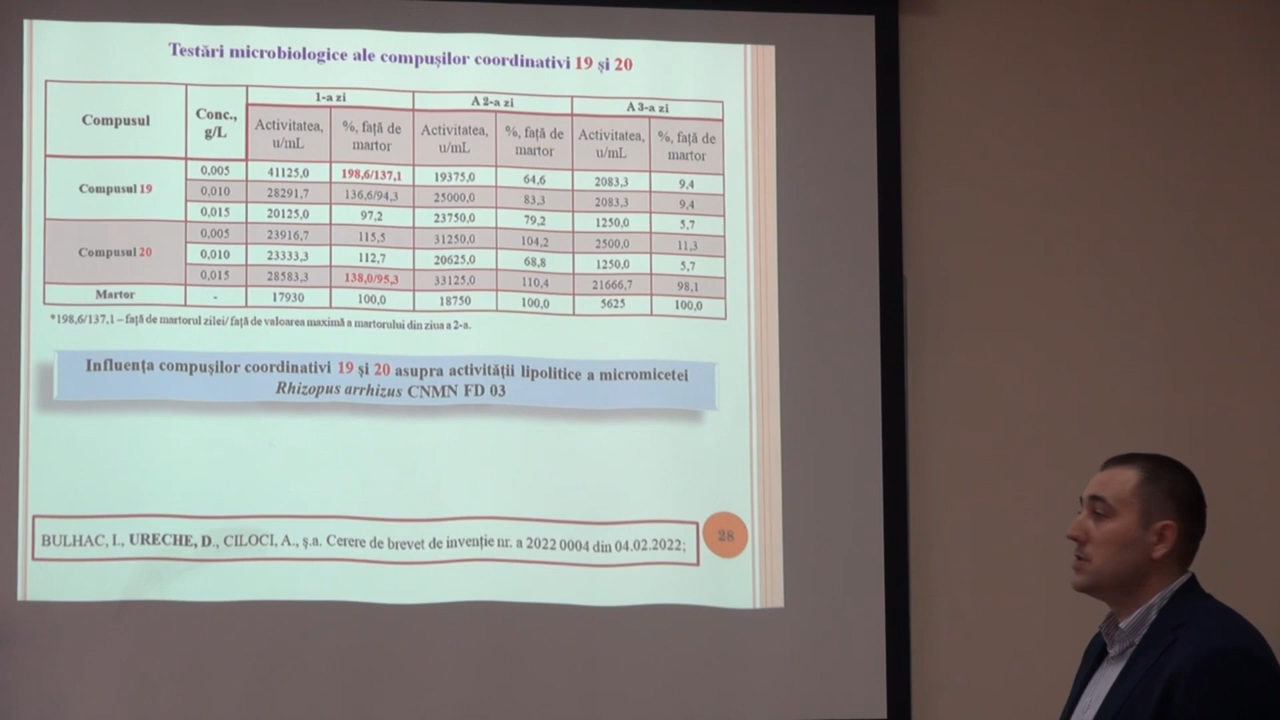 Testări microbiologice ale compușilor coordinativi 19 și 20
Compusul Conc., g/L 1-a zi A 2-a zi A 3-a zi
Activitatea, u/mL %, față de martor Activitatea, u/mL %, față de martor Activitatea, u/mL %, față de martor
Compusul 19 0,005 41125,0 198,6/137,1 19375,0 64,6 2083,3 9,4
0,010 28291,7 136,6/94,3 25000,0 83,3 2083,3 9,4
0,015 20125,0 97,2 23750,0 79,2 1250,0 5,7
Compusul 20 0,005 23916,7 115,5 31250,0 104,2 2500,0 11,3
0,010 23333,3 112,7 20625,0 68,8 1250,0 5,7
0,015 28583,3 138,0/95,3 33125,0 110,4 21666,7 98,1
Martor - 17930 100,0 18750 100,0 5625 100,0
*198,6/137,1 – față de martorul zilei/ față de valoarea maximă a martorului din ziua a 2-a.
Influența compușilor coordinativi 19 și 20 asupra activității lipolitice a micromicetei
Rhizopus arrhizus CNMN FD 03
BULHAC, I., URECHE, D., CILOCI, A., ș.a. Cerere de brevet de invenție nr. a 2022 0004 din 04.02.2022;
28